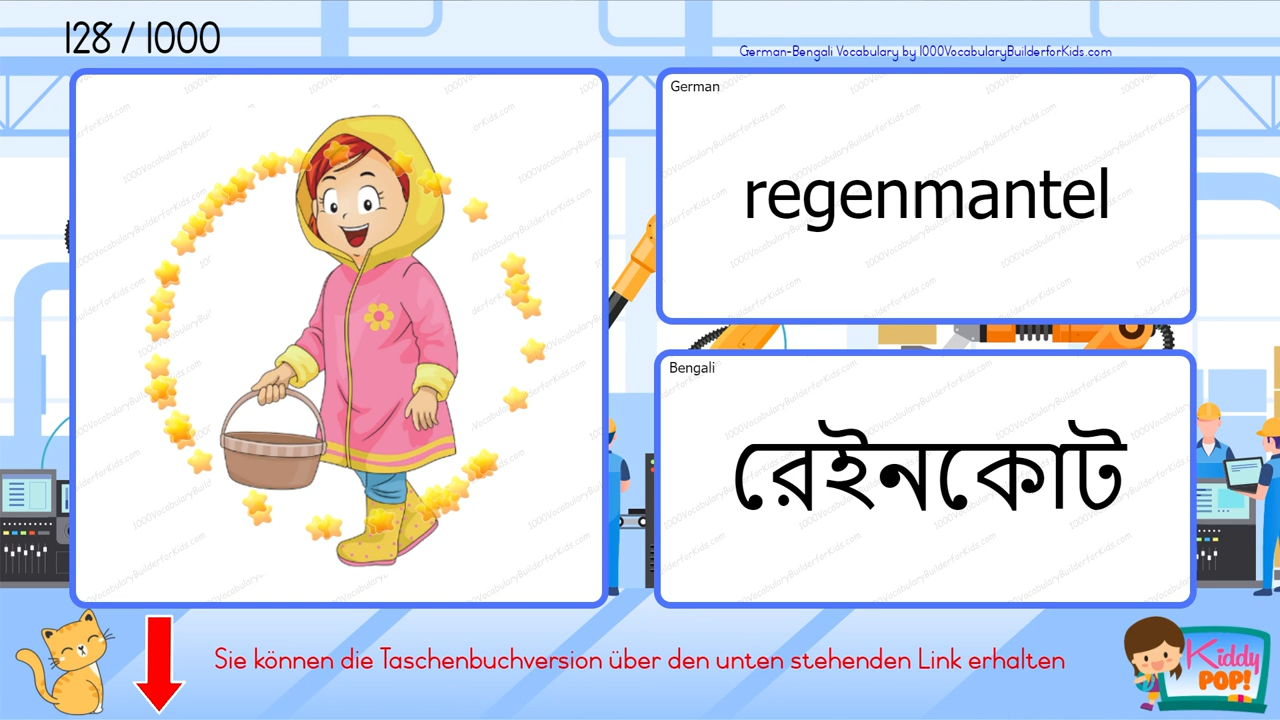 128 / 1000
German-Bengali Vocabulary by 1000VocabularyBuilderforKids.com
German
regenmantel
Bengali
রেইনকোট
Sie können die Taschenbuchversion über den unten stehenden Link erhalten
Kiddy
POP!